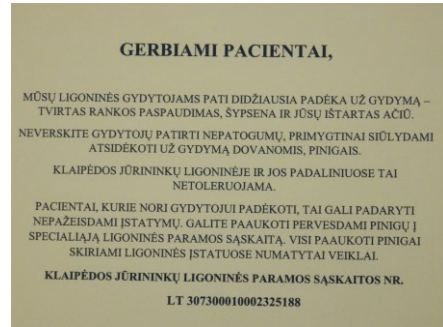 GERBIAMI PACIENTAI,
MŪSŲ LIGONINĖS GYDYTOJAMS PATI DIDŽIAUSIA PADĖKA UŽ GYDYMĄ –
TVIRTAS RANKOS PASPAUDIMAS, ŠYPSENA IR JŪSŲ IŠTARTAS AČIŪ.
NEVERSKITE GYDYTOJŲ PATIRTI NEPATOGUMŲ, PRIMYGTINAI SIŪLYDAMI
ATSIDĖKOTI UŽ GYDYMĄ DOVANOMIS, PINIGAIS.
KLAIPĖDOS JŪRININKŲ LIGONINĖJE IR JOS PADALINIUOSE TAI
NETOLERUOJAMA.
PACIENTAI, KURIE NORI GYDYTOJUI PADĖKOTI, TAI GALI PADARYTI
NEPAŽEISDAMI ĮSTATYMŲ. GALITE PAAUKOTI PERVESDAMI PINIGŲ Į
SPECIALIĄJĄ LIGONINĖS PARAMOS SĄSKAITĄ. VISI PAAUKOTI PINIGAI
SKIRIAMI LIGONINĖS ĮSTATUOSE NUMATYTAI VEIKLAI.
KLAIPĖDOS JŪRININKŲ LIGONINĖS PARAMOS SĄSKAITOS NR.
LT 307300010002325188